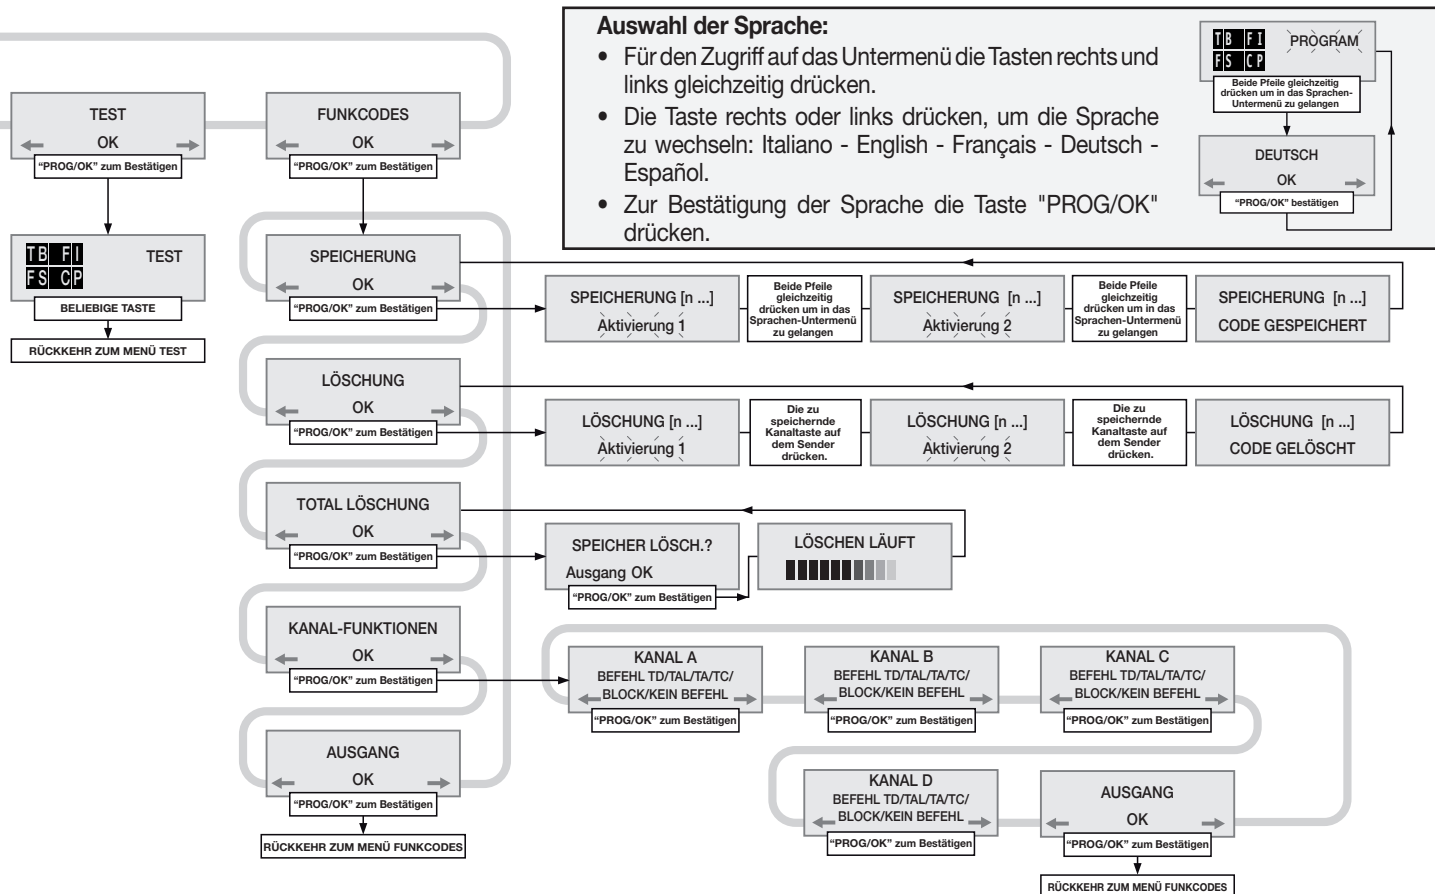 Auswahl der Sprache:
• Für den Zugriff auf das Untermenü die Tasten rechts und
links gleichzeitig drücken.
• Die Taste rechts oder links drücken, um die Sprache
zu wechseln: Italiano - English - Français - Deutsch -
Español.
• Zur Bestätigung der Sprache die Taste "PROG/OK"
drücken.
TB FI
FS CP
PROGRAM
Beide Pfeile gleichzeitig
drücken um in das Sprachen-
Untermenü zu gelangen
DEUTSCH
OK
"PROG/OK" bestätigen
TEST
OK
“PROG/OK” zum Bestätigen
TB FI
FS CP
TEST
BELIEBIGE TASTE
RÜCKKEHR ZUM MENÜ TEST
FUNKCODES
OK
“PROG/OK” zum Bestätigen
SPEICHERUNG
OK
“PROG/OK” zum Bestätigen
SPEICHERUNG [n ...]
Aktivierung 1
Beide Pfeile
gleichzeitig
drücken um in das
Sprachen-Untermenü
zu gelangen
SPEICHERUNG [n ...]
Aktivierung 2
Beide Pfeile
gleichzeitig
drücken um in das
Sprachen-Untermenü
zu gelangen
SPEICHERUNG [n ...]
CODE GESPEICHERT
LÖSCHUNG
OK
“PROG/OK” zum Bestätigen
LÖSCHUNG [n ...]
Aktivierung 1
Die zu
speichernde
Kanaltaste auf
dem Sender
drücken.
LÖSCHUNG [n ...]
Aktivierung 2
Die zu
speichernde
Kanaltaste auf
dem Sender
drücken.
LÖSCHUNG [n ...]
CODE GELÖSCHT
TOTAL LÖSCHUNG
OK
“PROG/OK” zum Bestätigen
SPEICHER LÖSCH.?
Ausgang OK
“PROG/OK” zum Bestätigen
LÖSCHEN LÄUFT
KANAL-FUNKTIONEN
OK
“PROG/OK” zum Bestätigen
KANAL A
BEFEHL TD/TAL/TA/TC/
BLOCK/KEIN BEFEHL
“PROG/OK” zum Bestätigen
KANAL B
BEFEHL TD/TAL/TA/TC/
BLOCK/KEIN BEFEHL
“PROG/OK” zum Bestätigen
KANAL C
BEFEHL TD/TAL/TA/TC/
BLOCK/KEIN BEFEHL
“PROG/OK” zum Bestätigen
KANAL D
BEFEHL TD/TAL/TA/TC/
BLOCK/KEIN BEFEHL
“PROG/OK” zum Bestätigen
AUSGANG
OK
“PROG/OK” zum Bestätigen
RÜCKKEHR ZUM MENÜ FUNKCODES
AUSGANG
OK
“PROG/OK” zum Bestätigen
RÜCKKEHR ZUM MENÜ FUNKCODES